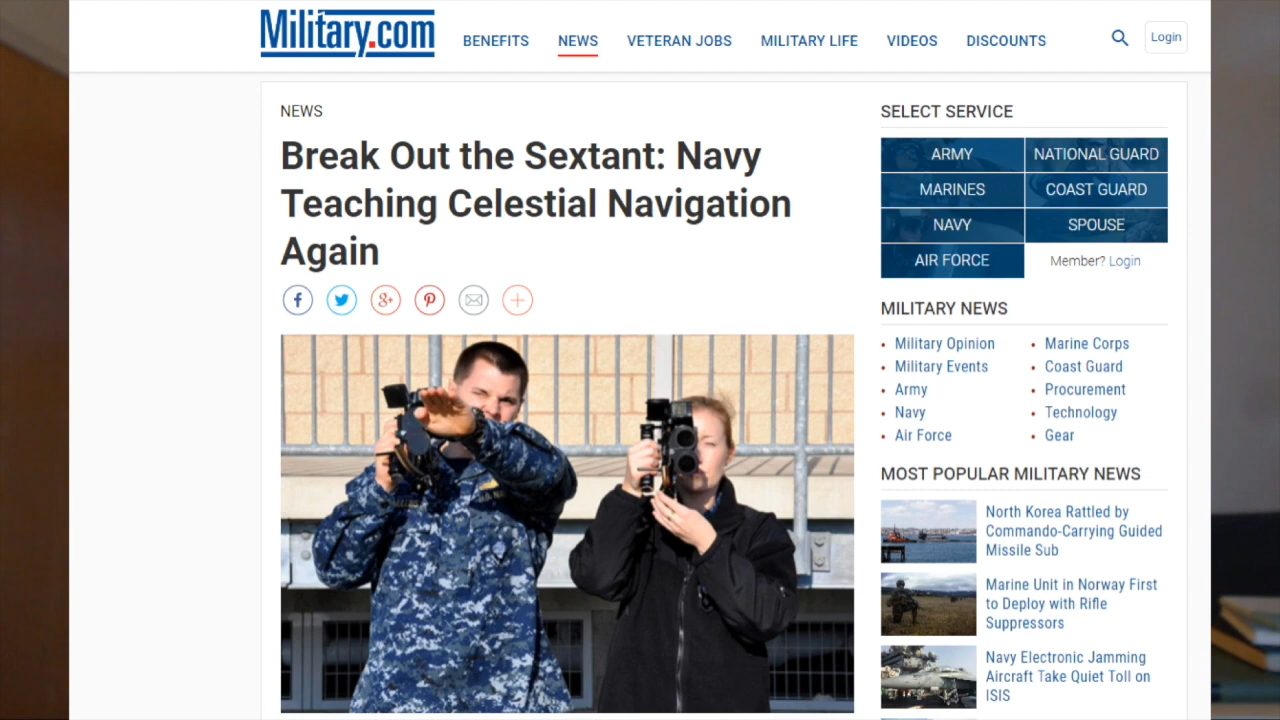 Military.com
BENEFITS
NEWS
VETERAN JOBS
MILITARY LIFE
VIDEOS
DISCOUNTS
Login
NEWS
Break Out the Sextant: Navy
Teaching Celestial Navigation
Again
SELECT SERVICE
ARMY
NATIONAL GUARD
MARINES
COAST GUARD
NAVY
SPOUSE
AIR FORCE
Member? Login
MILITARY NEWS
• Military Opinion
• Military Events
• Army
• Navy
• Air Force
• Marine Corps
• Coast Guard
• Procurement
• Technology
• Gear
MOST POPULAR MILITARY NEWS
North Korea Rattled by
Commando-Carrying Guided
Missile Sub
Marine Unit in Norway First
to Deploy with Rifle
Suppressors
Navy Electronic Jamming
Aircraft Take Quiet Toll on
ISIS